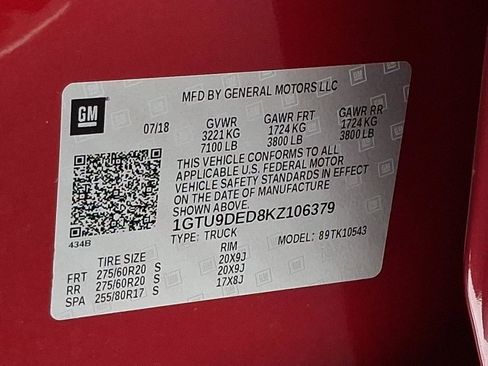 GM
MFD BY GENERAL MOTORS LLC
07/18 GVWR GAWR FRT GAWR RR
3221 KG 1724 KG 1724 KG
7100 LB 3800 LB 3800 LB
THIS VEHICLE CONFORMS TO ALL
APPLICABLE U.S. FEDERAL MOTOR
VEHICLE SAFETY STANDARDS IN EFFECT
ON THE DATE OF MANUFACTURE
SHOWN ABOVE.
1GTU9DED8KZ106379
434B TYPE: TRUCK MODEL: 89TK10543
TIRE SIZE RIM
FRT 275/60R20 S 20X9J
RR 275/60R20 S 20X9J
SPA 255/80R17 S 17X8J